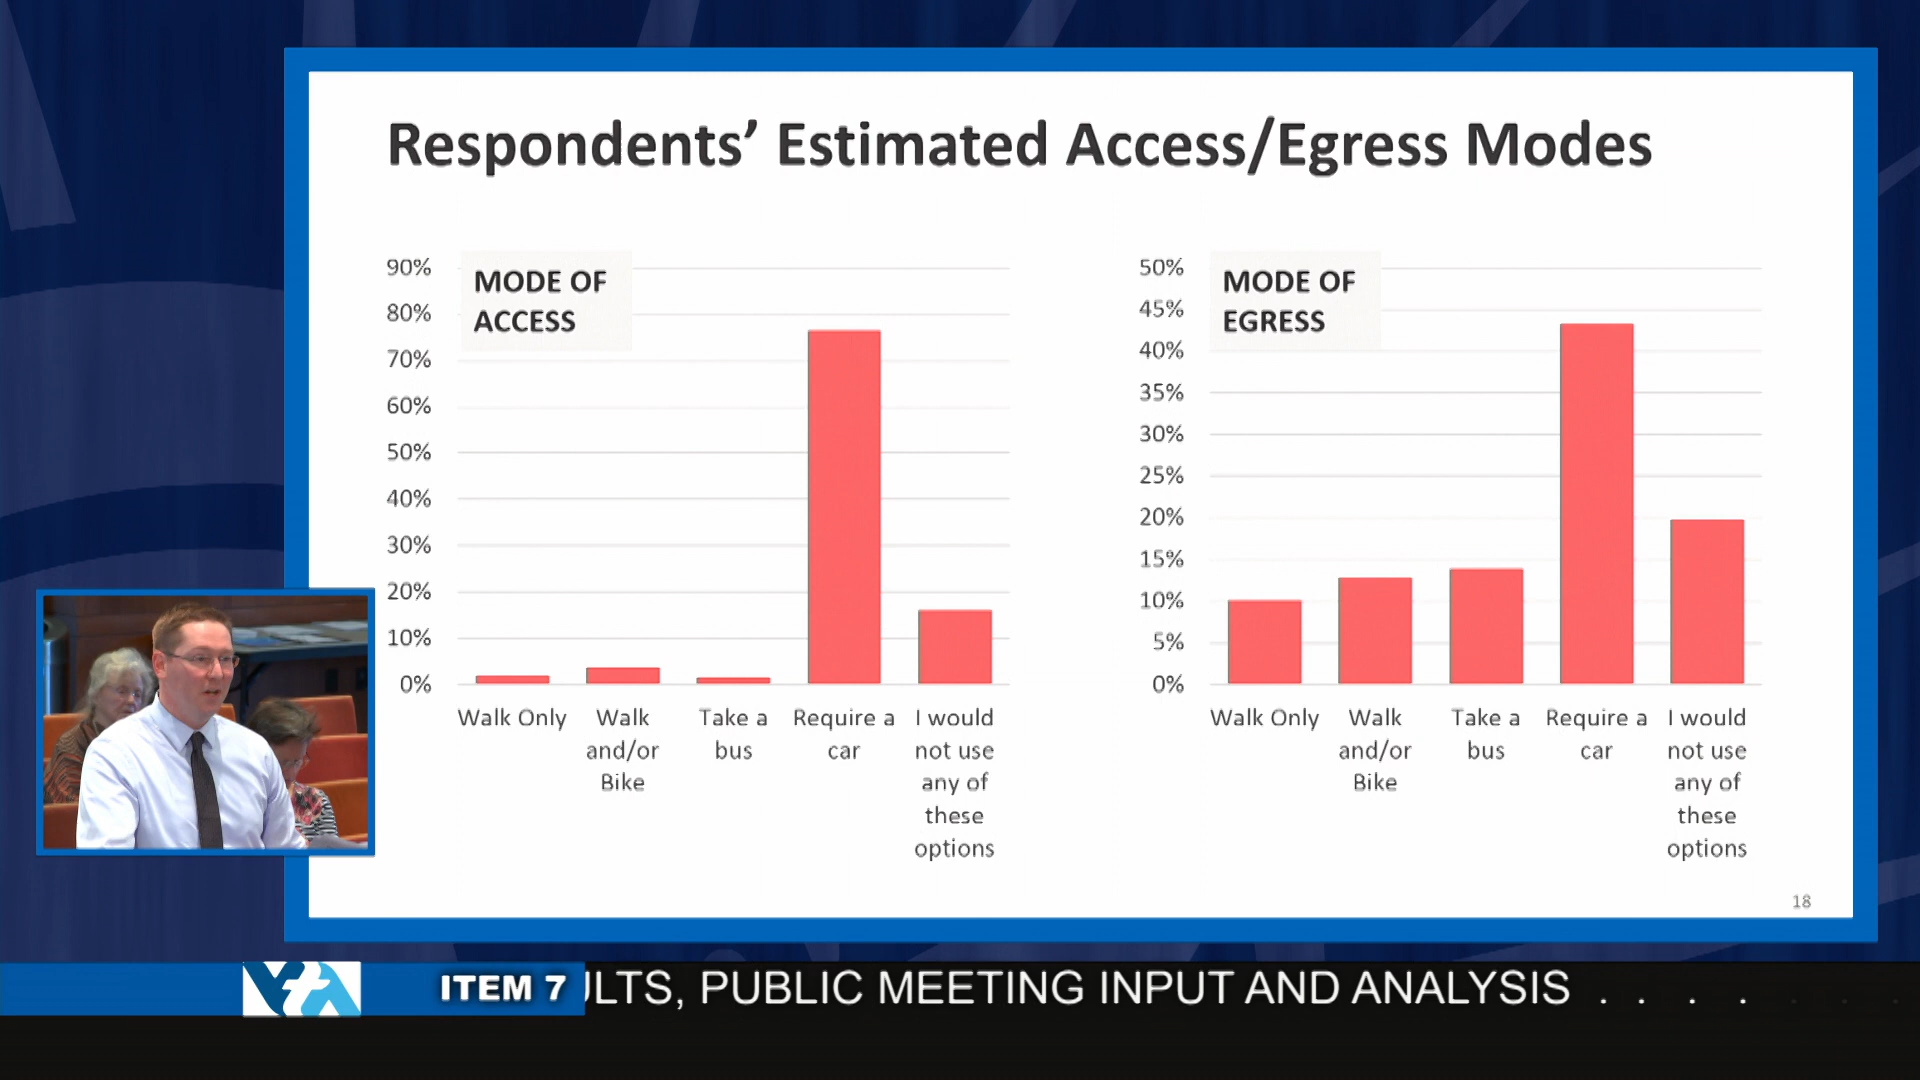 Respondents’ Estimated Access/Egress Modes
MODE OF
ACCESS
90%
80%
70%
60%
50%
40%
30%
20%
10%
0%
Walk Only
Walk
and/or
Bike
Take a
bus
Require a
car
I would
not use
any of
these
options
MODE OF
EGRESS
50%
45%
40%
35%
30%
25%
20%
15%
10%
5%
0%
Walk Only
Walk
and/or
Bike
Take a
bus
Require a
car
I would
not use
any of
these
options
18
VTA
ITEM 7
LTS, PUBLIC MEETING INPUT AND ANALYSIS . . . .